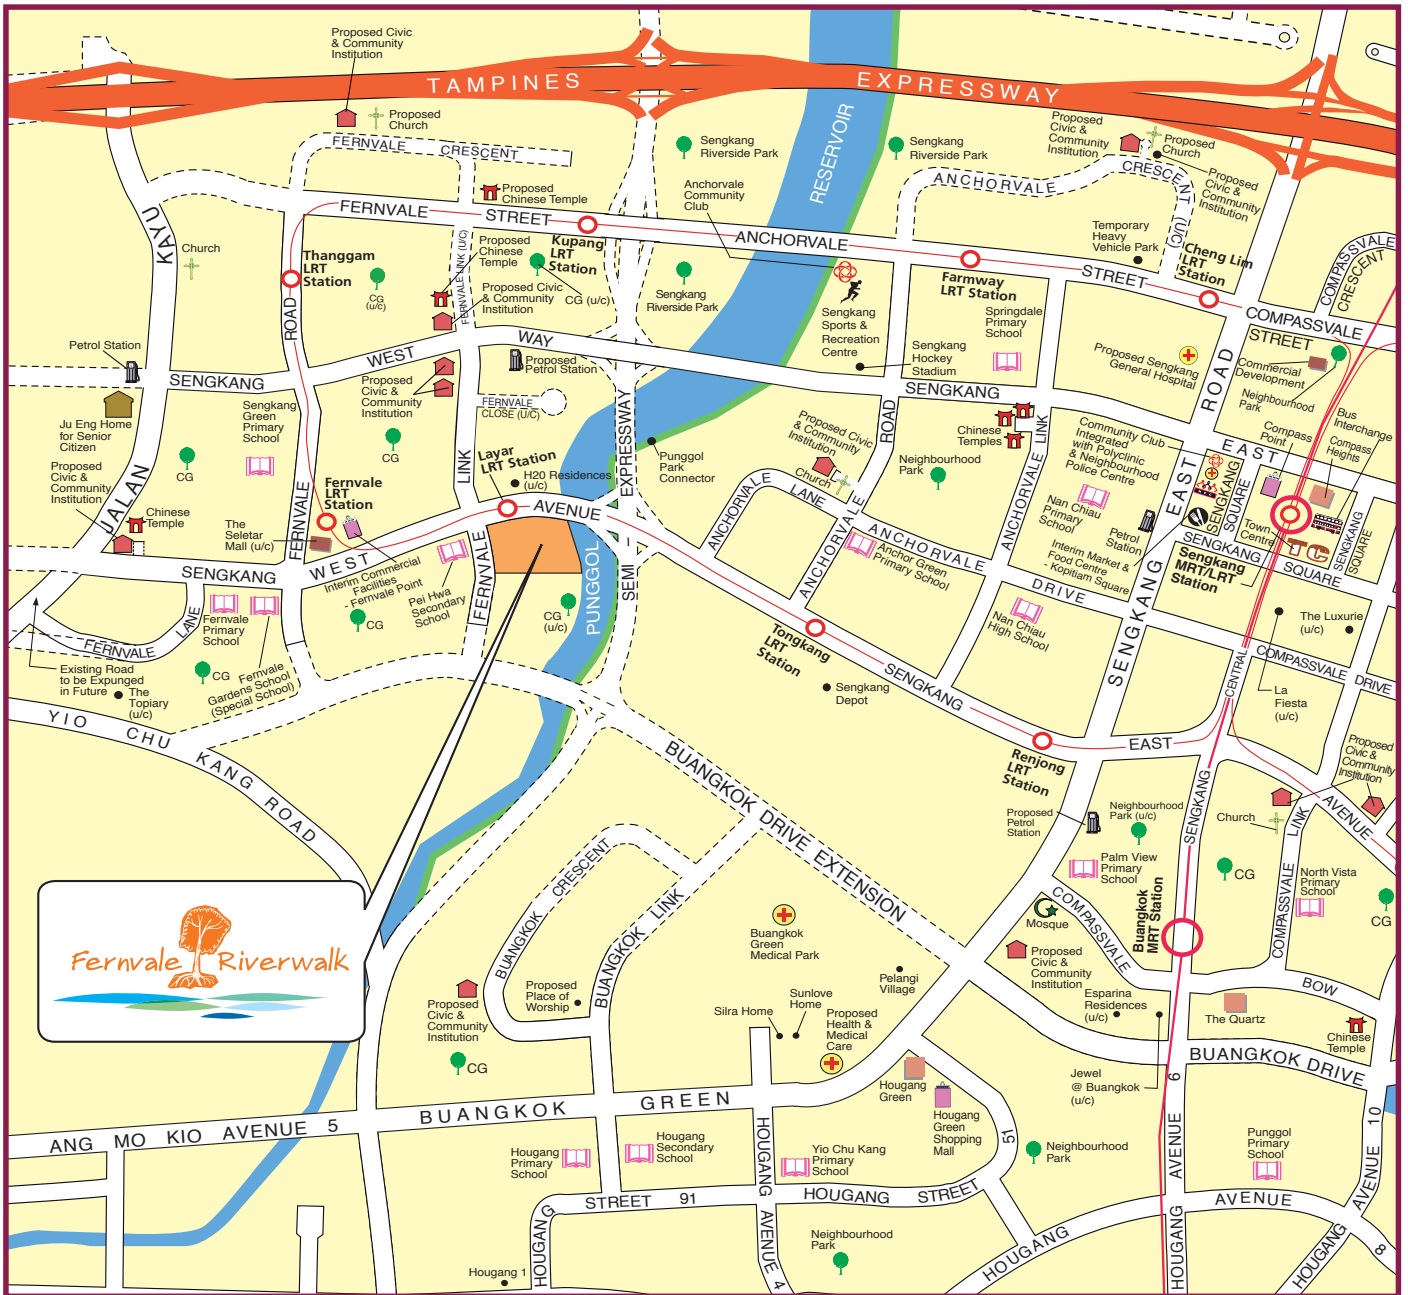 Proposed Civic
& Community
Institution
TAMPINES
EXPRESSWAY
Proposed
Church
FERNVALE CRESCENT
Sengkang
Riverside Park
RESERVOIR
Sengkang
Riverside Park
Proposed
Civic
&
Community
Institution
Proposed
Church
Proposed
Civic &
Community
Institution
ANCHORVALE
CRESCENT (U/C)
Anchorvale
Community
Club
Proposed
Chinese Temple
KAYU
FERNVALE STREET
ANCHORVALE
STREET
Church
Thanggam
LRT
Station
CG
(u/c)
FERNVALE LINK (U/C)
Proposed
Chinese
Temple
Kupang
LRT
Station
CG (u/c)
Proposed Civic
& Community
Institution
Sengkang
Riverside Park
Temporary
Heavy
Vehicle Park
Cheng Lim
LRT
Station
COMPASSVALE
CRESCENT
Farmway
LRT Station
COMPASSVALE
STREET
ROAD
Petrol Station
WEST
WAY
SENGKANG
Proposed
Petrol Station
Sengkang
Sports &
Recreation
Centre
Sengkang
Hockey
Stadium
Springdale
Primary
School
Proposed Sengkang
General Hospital
Commercial
Development
Neighbourhood
Park
SENGKANG
EAST
ROAD
Proposed
Civic &
Community
Institution
FERNVALE
CLOSE (U/C)
Ju Eng Home
for Senior
Citizen
Sengkang
Green
Primary
School
CG
CG
Proposed
Civic &
Community
Institution
JALAN
Chinese
Temple
LINK
Layar
LRT Station
H20 Residences
(u/c)
EXPRESSWAY
Punggol
Park
Connector
Proposed Civic
& Community
Institution
Church
ROAD
Chinese
Temples
LINK
Neighbourhood
Park
Community Club
Integrated
with Polyclinic
& Neighbourhood
Police Centre
Nan Chiau
Primary
School
Petrol
Station
Interim Market &
Food Centre
- Kopitiam Square
Compass
Point
Bus
Interchange
Compass
Heights
SENGKANG
SQUARE
Town
Centre
TC
SENGKANG
SQUARE
SENGKANG
SQUARE
Sengkang
MRT/LRT
Station
Fernvale
LRT
Station
The
Seletar
Mall (u/c)
FERNVALE
Interim Commercial
Facilities
- Fernvale Point
Pei Hwa
Secondary
School
CG
SENGKANG WEST
AVENUE
FERNVALE
CG
(u/c)
PUNGGOL
SEMI
ANCHORVALE
LANE
ANCHORVALE
ANCHORVALE
DRIVE
Anchor Green
Primary School
ANCHORVALE
Nan Chiau
High School
SENGKANG
EAST
The Luxurie
(u/c)
La
Fiesta
(u/c)
COMPASSVALE DRIVE
CENTRAL
LANE
FERNVALE
Fernvale
Primary
School
CG
Fernvale
Gardens School
(Special School)
Existing Road
to be Expunged
in Future
The
Topiary
(u/c)
YIO CHU KANG ROAD
Tongkang
LRT
Station
Sengkang
Depot
SENGKANG
EAST
AVENUE
Renjong
LRT
Station
BUANGKOK DRIVE EXTENSION
Proposed
Petrol
Station
Neighbourhood
Park (u/c)
Palm View
Primary
School
SENGKANG
Proposed
Civic &
Community
Institution
Church
LINK
COMPASSVALE
CG
North Vista
Primary
School
CG
Buangkok
MRT Station
Mosque
COMPASSVALE
BOW
Fernvale Riverwalk
BUANGKOK
CRESCENT
BUANGKOK LINK
Buangkok
Green
Medical Park
Pelangi
Village
Proposed
Civic &
Community
Institution
Esparina
Residences
(u/c)
The Quartz
Chinese
Temple
BUANGKOK DRIVE
Jewel
@ Buangkok
(u/c)
Proposed
Civic &
Community
Institution
CG
Proposed
Place of
Worship
Silra Home
Sunlove
Home
Proposed
Health &
Medical
Care
Hougang
Green
Hougang
Green
Shopping
Mall
ANG MO KIO AVENUE 5
BUANGKOK GREEN
Hougang
Primary
School
Hougang
Secondary
School
Yio Chu Kang
Primary
School
51
Neighbourhood
Park
Punggol
Primary
School
HOUGANG
STREET 91
HOUGANG STREET
HOUGANG AVENUE 4
Neighbourhood
Park
Hougang 1
HOUGANG
AVENUE
8
HOUGANG AVENUE 6
HOUGANG AVENUE 10